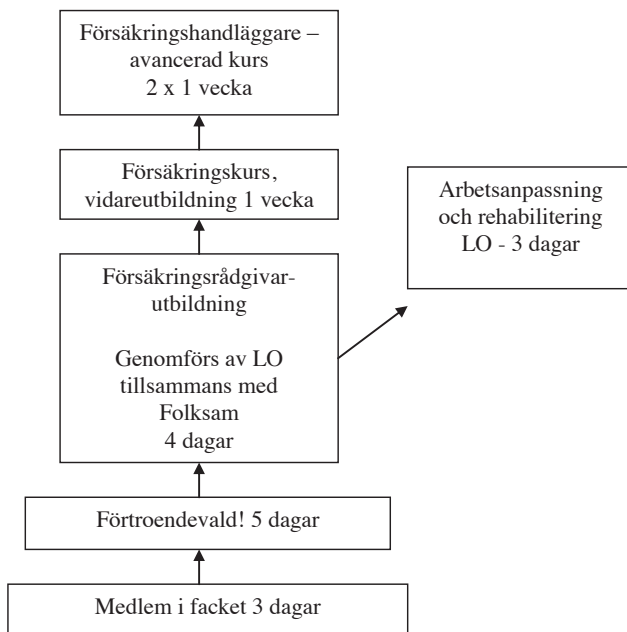 Försäkringshandläggare –
avancerad kurs
2 x 1 vecka
Försäkringskurs,
vidareutbildning 1 vecka
Arbetsanpassning
och rehabilitering
LO - 3 dagar
Försäkringsrådgivar-
utbildning
Genomförs av LO
tillsammans med
Folksam
4 dagar
Förtroendevald! 5 dagar
Medlem i facket 3 dagar